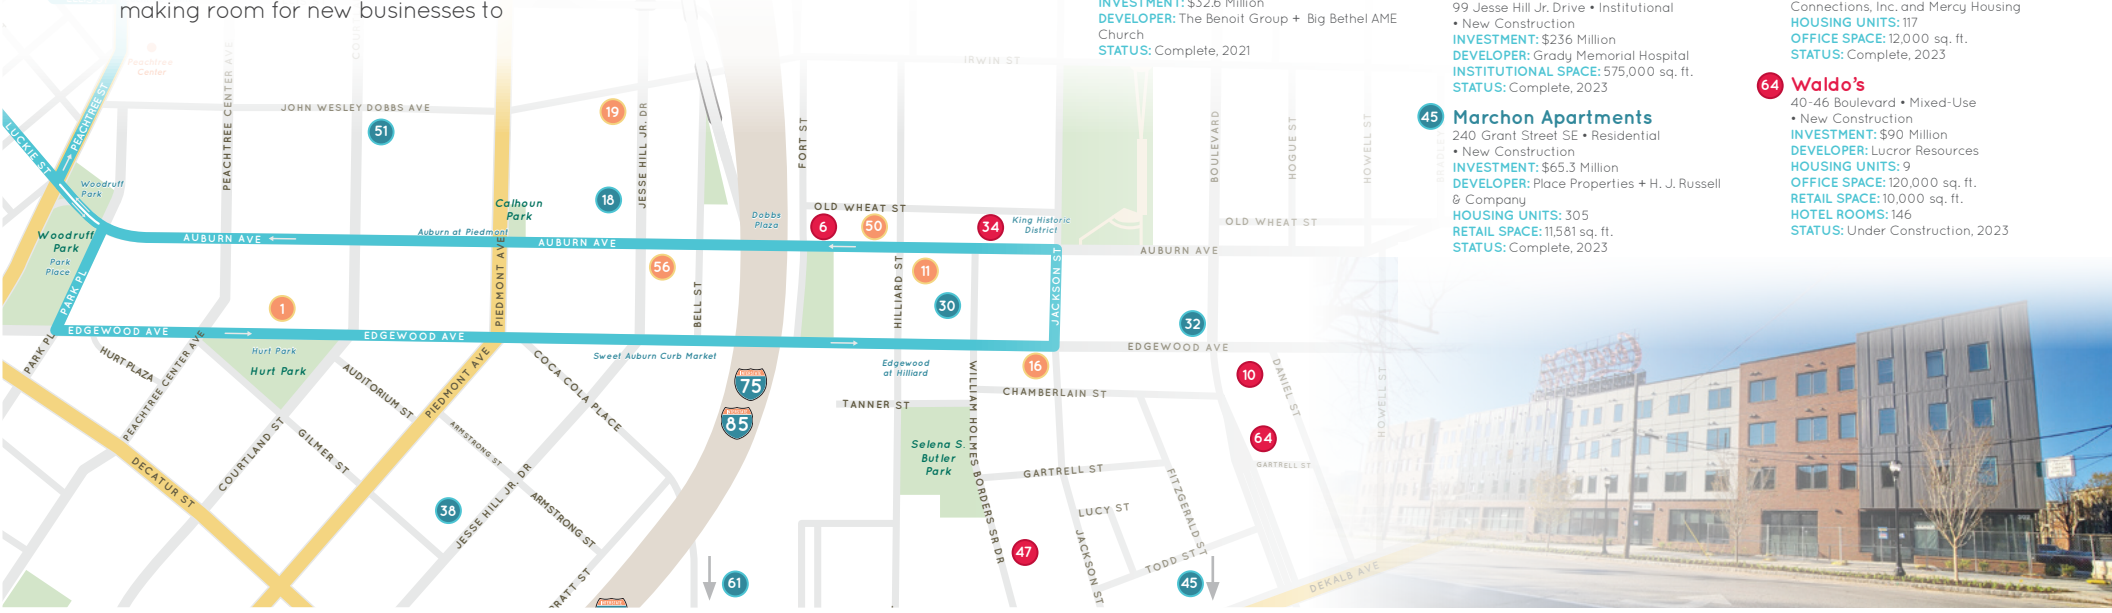 making room for new businesses to
INVESTMENT: $32.6 Million
DEVELOPER: The Benoit Group + Big Bethel AME
Church
STATUS: Complete, 2021
99 Jesse Hill Jr. Drive • Institutional
• New Construction
INVESTMENT: $236 Million
DEVELOPER: Grady Memorial Hospital
INSTITUTIONAL SPACE: 575,000 sq. ft.
STATUS: Complete, 2023
45 Marchon Apartments
240 Grant Street SE • Residential
• New Construction
INVESTMENT: $65.3 Million
DEVELOPER: Place Properties + H. J. Russell
& Company
HOUSING UNITS: 305
RETAIL SPACE: 11,581 sq. ft.
STATUS: Complete, 2023
Connections, Inc. and Mercy Housing
HOUSING UNITS: 117
OFFICE SPACE: 12,000 sq. ft.
STATUS: Complete, 2023
64 Waldo's
40-46 Boulevard • Mixed-Use
• New Construction
INVESTMENT: $90 Million
DEVELOPER: Lucror Resources
HOUSING UNITS: 9
OFFICE SPACE: 120,000 sq. ft.
RETAIL SPACE: 10,000 sq. ft.
HOTEL ROOMS: 146
STATUS: Under Construction, 2023
Peachtree
Center
PEACHTREE ST
LUCKIE ST
PEACHTREE CENTER AVE
JOHN WESLEY DOBBS AVE
51
19
18
JESSE HILL JR. DR
FORT ST
IRWIN ST
BOULEVARD
HOGUE ST
HOWELL ST
Woodruff
Park
Calhoun
Park
Dobbs
Plaza
OLD WHEAT ST
6
50
34
King Historic
District
OLD WHEAT ST
Woodruff
Park
Park
Place
PARK PL
AUBURN AVE
Auburn at Piedmont
AUBURN AVE
AUBURN AVE
PIEDMONT AVE
56
BELL ST
HILLIARD ST
11
30
JACKSON ST
1
32
EDGEWOOD AVE
EDGEWOOD AVE
EDGEWOOD AVE
PARK PL
HURT PLAZA
PEACHTREE CENTER AVE
Hurt Park
Hurt Park
AUDITORIUM ST
PIEDMONT AVE
COCA COLA PLACE
Sweet Auburn Curb Market
75
85
Edgewood
at Hilliard
16
10
DANIEL ST
HOWELL ST
TANNER ST
CHAMBERLAIN ST
WILLIAM HOLMES BORDERS SR DR
Selena S.
Butler
Park
64
GARTRELL ST
GARTRELL ST
FITZGERALD ST
DECATUR ST
COURTLAND ST
GILMER ST
ARMSTRONG ST
JESSE HILL JR. DR
ARMSTRONG ST
38
LUCY ST
JACKSON ST
47
TODD ST
45
61
DEKALB AVE